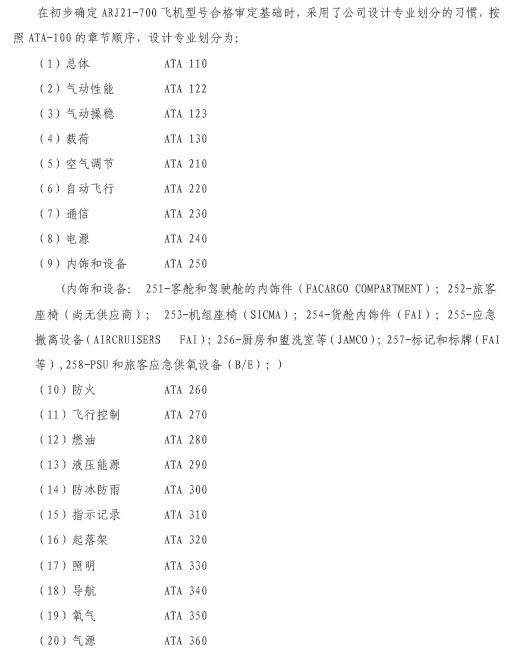 在初步确定 ARJ21-700 飞机型号合格审定基础时，采用了公司设计专业划分的习惯，按
照 ATA-100 的章节顺序，设计专业划分为：
（1）总体 ATA 110
（2）气动性能 ATA 122
（3）气动操稳 ATA 123
（4）载荷 ATA 130
（5）空气调节 ATA 210
（6）自动飞行 ATA 220
（7）通信 ATA 230
（8）电源 ATA 240
（9）内饰和设备 ATA 250
（内饰和设备： 251-客舱和驾驶舱的内饰件（FACARGO COMPARTMENT）；252-旅客
座椅（尚无供应商）； 253-机组座椅（SICMA）；254-货舱内饰件（FAI）；255-应急
撤离设备（AIRCRUISERS FAI）；256-厨房和盥洗室等（JAMCO）；257-标记和标牌（FAI
等）,258-PSU 和旅客应急供氧设备（B/E）；）
（10）防火 ATA 260
（11）飞行控制 ATA 270
（12）燃油 ATA 280
（13）液压能源 ATA 290
（14）防冰防雨 ATA 300
（15）指示记录 ATA 310
（16）起落架 ATA 320
（17）照明 ATA 330
（18）导航 ATA 340
（19）氧气 ATA 350
（20）气源 ATA 360